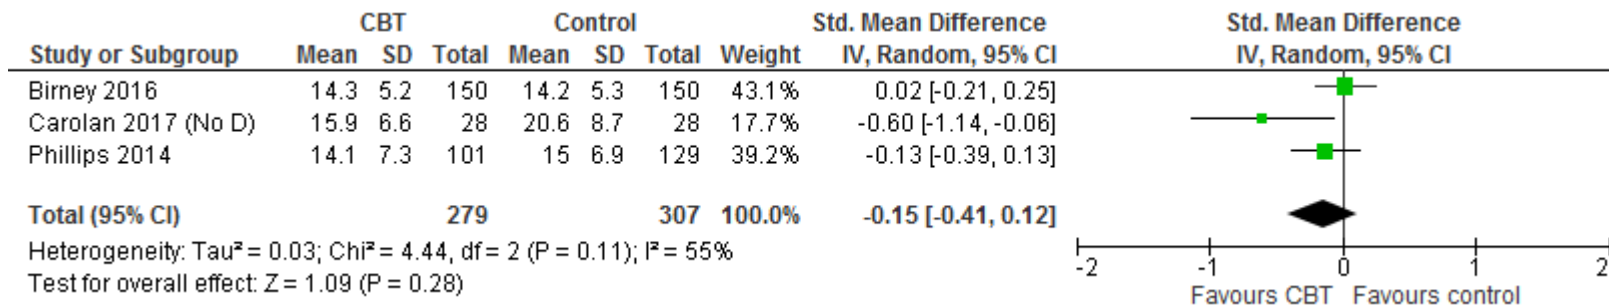 CBT Control Std. Mean Difference Std. Mean Difference
Study or Subgroup Mean SD Total Mean SD Total Weight IV, Random, 95% CI IV, Random, 95% CI
Birney 2016 14.3 5.2 150 14.2 5.3 150 43.1% 0.02 [-0.21, 0.25]
Carolan 2017 (No D) 15.9 6.6 28 20.6 8.7 28 17.7% -0.60 [-1.14, -0.06]
Phillips 2014 14.1 7.3 101 15 6.9 129 39.2% -0.13 [-0.39, 0.13]
Total (95% CI) 279 307 100.0% -0.15 [-0.41, 0.12]
Heterogeneity: Tau² = 0.03; Chi² = 4.44, df = 2 (P = 0.11); I² = 55%
Test for overall effect: Z = 1.09 (P = 0.28)
-2 -1 0 1 2
Favours CBT Favours control